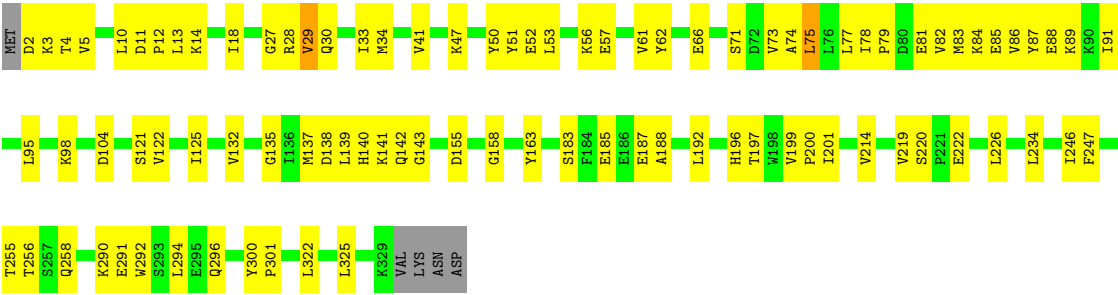 MET D2 K3 T4 V5 L10 D11 P12 L13 K14 I18 G27 R28 V29 Q30 I33 M34 V41 K47 Y50 Y51 E52 L53 K56 E57 V61 Y62 E66 S71 D72 V73 A74 L75 L76 L77 I78 P79 D80 E81 V82 M83 K84 E85 V86 Y87 E88 K89 K90 I91
L95 K98 D104 S121 V122 I125 V132 G135 I136 M137 D138 L139 H140 K141 Q142 G143 D155 G158 Y163 S183 F184 E185 E186 E187 A188 L192 H196 T197 W198 V199 P200 I201 V214 V219 S220 P221 E222 L226 L234 I246 F247
T255 T256 S257 Q258 K290 E291 W292 S293 L294 E295 Q296 Y300 P301 L322 L325 K329 VAL LYS ASN ASP